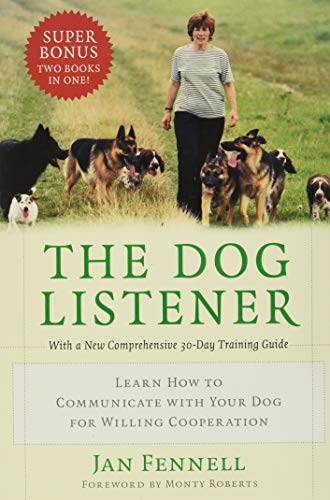 SUPER
BONUS
TWO BOOKS
IN ONE!
THE DOG
LISTENER
With a New Comprehensive 30-Day Training Guide
LEARN HOW TO
COMMUNICATE WITH YOUR DOG
FOR WILLING COOPERATION
JAN FENNELL
FOREWORD BY MONTY ROBERTS